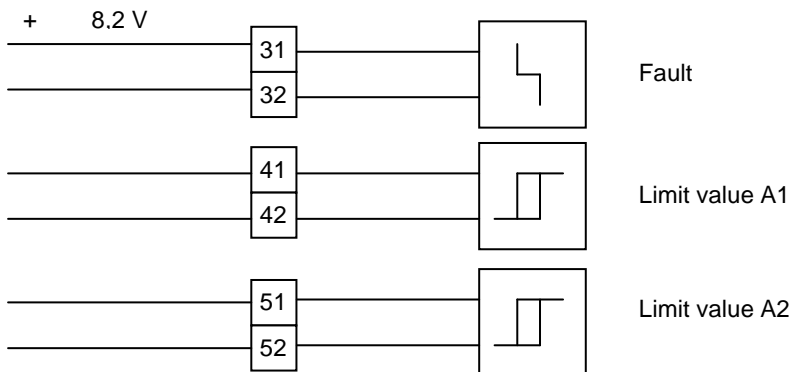 + 8,2 V
31
32
Fault
41
42
Limit value A1
51
52
Limit value A2